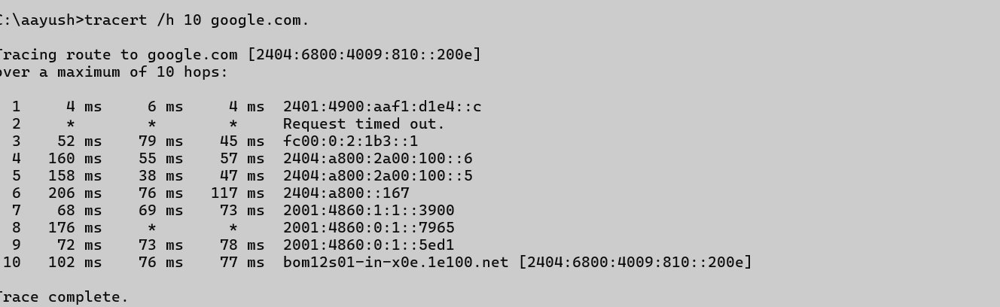 C:\aayush>tracert /h 10 google.com.
Tracing route to google.com [2404:6800:4009:810::200e]
over a maximum of 10 hops:
1 4 ms 6 ms 4 ms 2401:4900:aaf1:d1e4::c
2 * * * Request timed out.
3 52 ms 79 ms 45 ms fc00:0:2:1b3::1
4 160 ms 55 ms 57 ms 2404:a800:2a00:100::6
5 158 ms 38 ms 47 ms 2404:a800:2a00:100::5
6 206 ms 76 ms 117 ms 2404:a800::167
7 68 ms 69 ms 73 ms 2001:4860:1:1::3900
8 176 ms * * 2001:4860:0:1::7965
9 72 ms 73 ms 78 ms 2001:4860:0:1::5ed1
10 102 ms 76 ms 77 ms bom12s01-in-x0e.1e100.net [2404:6800:4009:810::200e]
Trace complete.